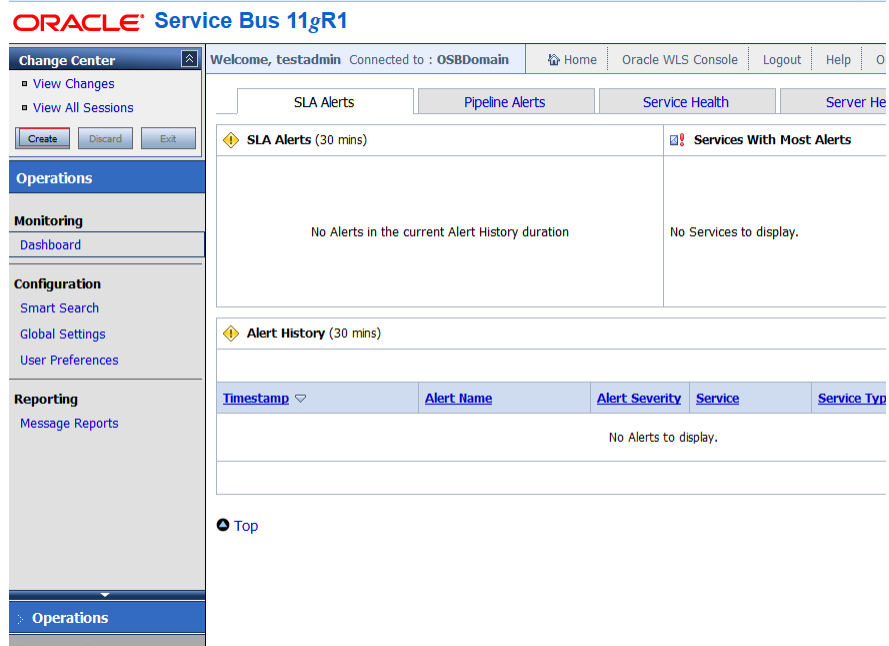 ORACLE Service Bus 11gR1
Change Center
View Changes
View All Sessions
Create Discard Exit
Operations
Monitoring
Dashboard
Configuration
Smart Search
Global Settings
User Preferences
Reporting
Message Reports
Operations
Welcome, testadmin Connected to : OSBDomain Home Oracle WLS Console Logout Help O
SLA Alerts Pipeline Alerts Service Health Server He
SLA Alerts (30 mins) Services With Most Alerts
No Alerts in the current Alert History duration No Services to display.
Alert History (30 mins)
Timestamp Alert Name Alert Severity Service Service Typ
No Alerts to display.
Top